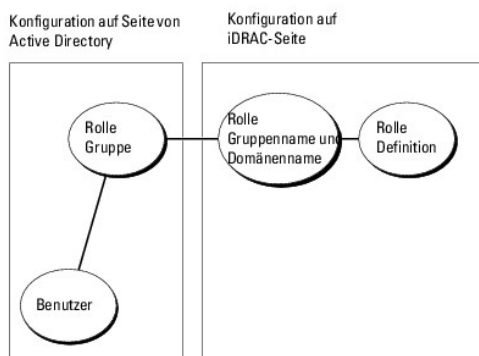 Konfiguration auf Seite von
Active Directory
Konfiguration auf
iDRAC-Seite
Rolle
Gruppe
Rolle
Gruppenname und
Domänenname
Rolle
Definition
Benutzer